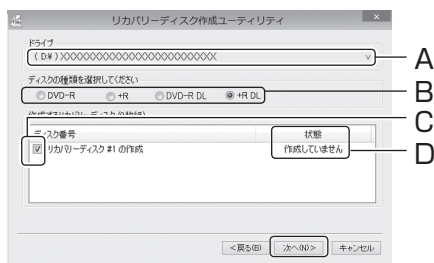 リカバリーディスク作成ユーティリティ
ドライブ
( D:¥ )XXXXXXXXXXXXXXXXXXXXXXXXXX
A
ディスクの種類を選択してください
DVD-R +R DVD-R DL +R DL
B
C
ディスク番号 状態
リカバリーディスク #1 の作成 作成していません
D
<戻る(B) 次へ(N)> キャンセル